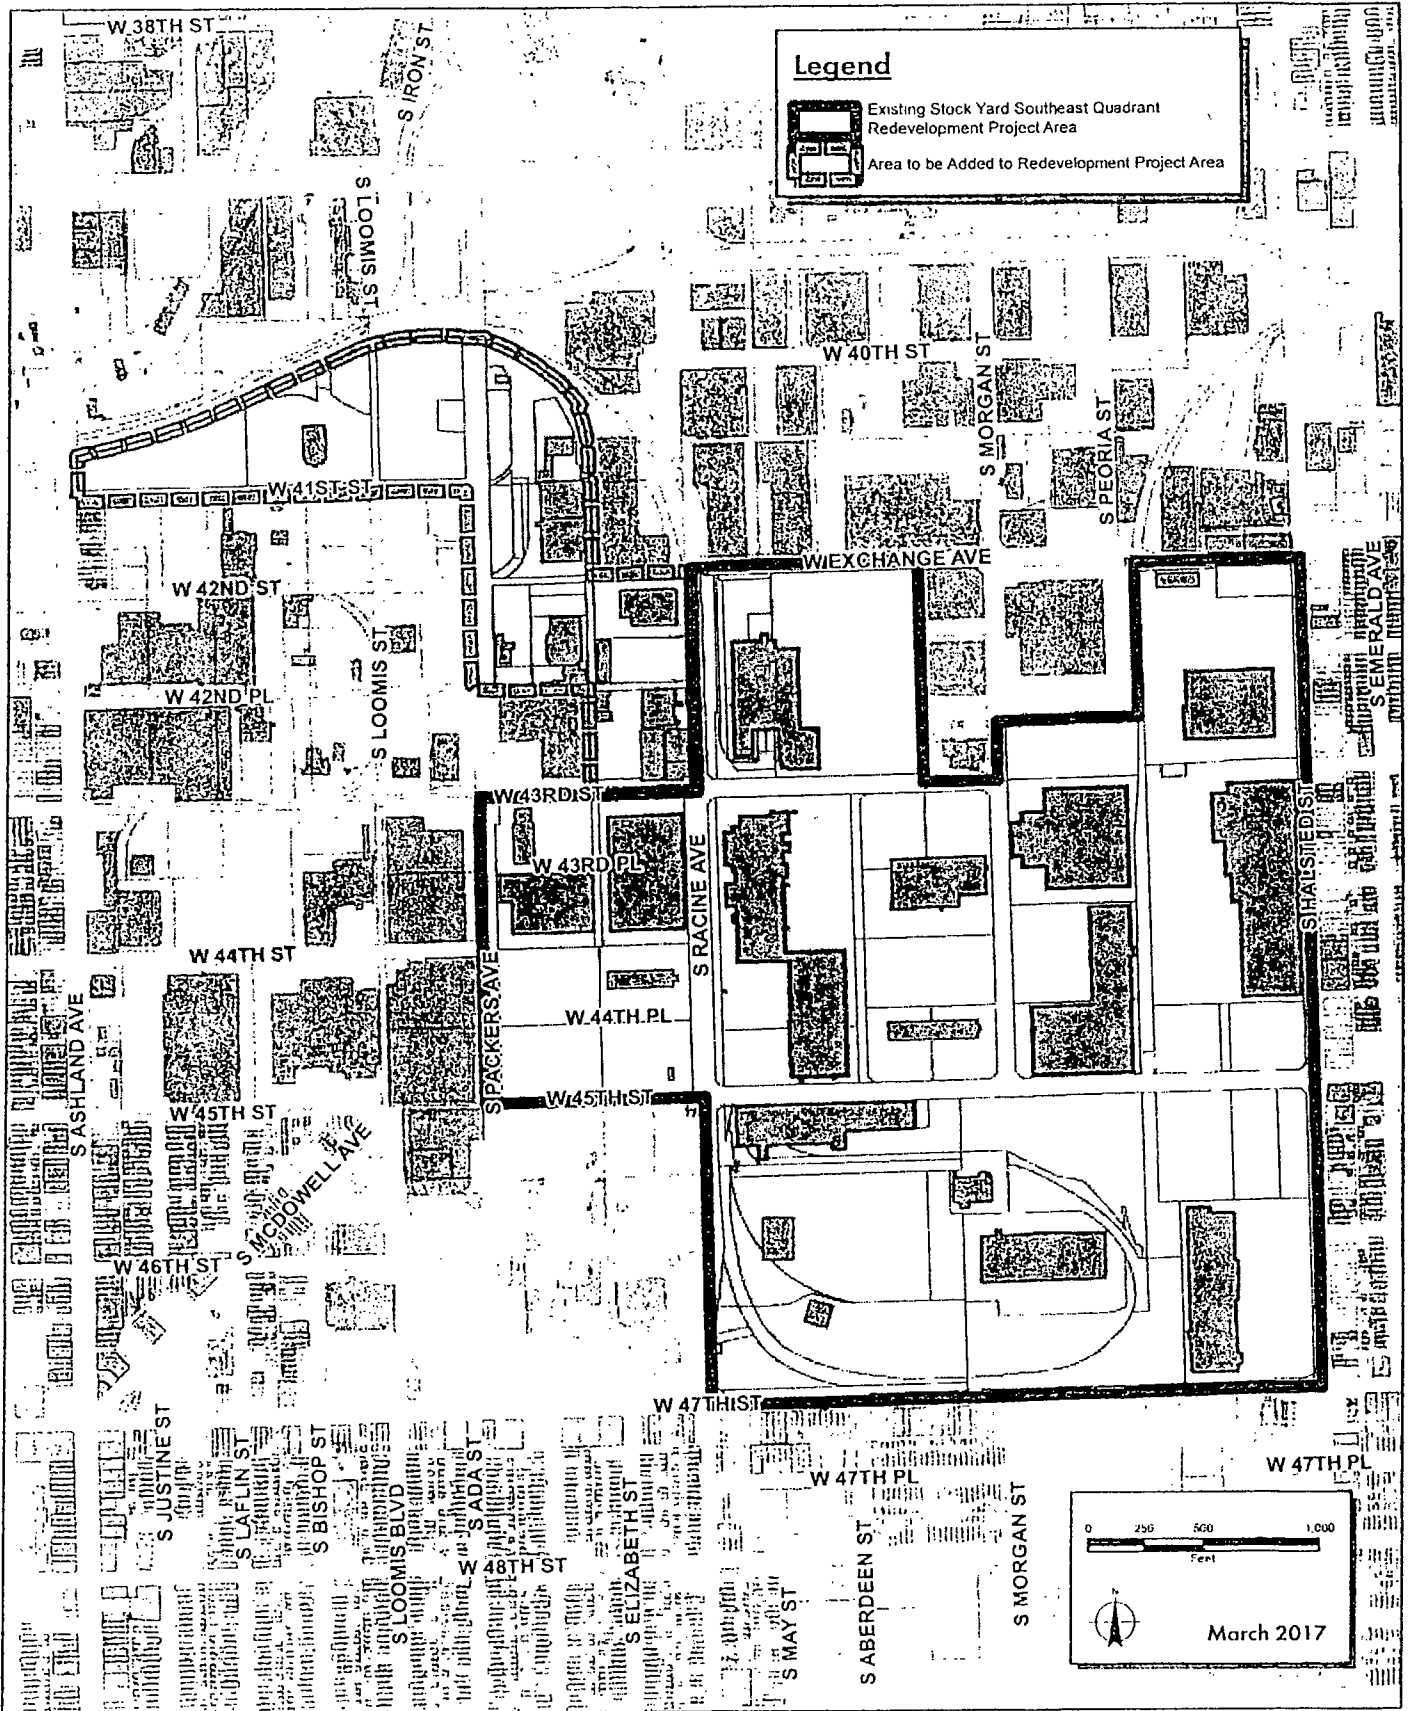 W 38TH ST
S IRON ST
Legend
Existing Stock Yard Southeast Quadrant
Redevelopment Project Area
Area to be Added to Redevelopment Project Area
S LOOMIS ST
W 40TH ST
S MORGAN ST
S PEORIA ST
W 41ST ST
W EXCHANGE AVE
W 42ND ST
S EMERALD AVE
S LOOMIS ST
W 42ND PL
W 43RD ST
S HALSTED ST
W 43RD PL
S RACINE AVE
W 44TH ST
S PACKERS AVE
S ASHLAND AVE
W 44TH PL
W 45TH ST
W 45TH ST
S MCDOWELL AVE
W 46TH ST
W 47TH ST
S JUSTINE ST
S LAFLIN ST
S BISHOP ST
S LOOMIS BLVD
S ADA ST
W 48TH ST
S ELIZABETH ST
W 47TH PL
W 47TH PL
S MAY ST
S ABERDEEN ST
S MORGAN ST
0 250 500 1,000
Feet
N
March 2017